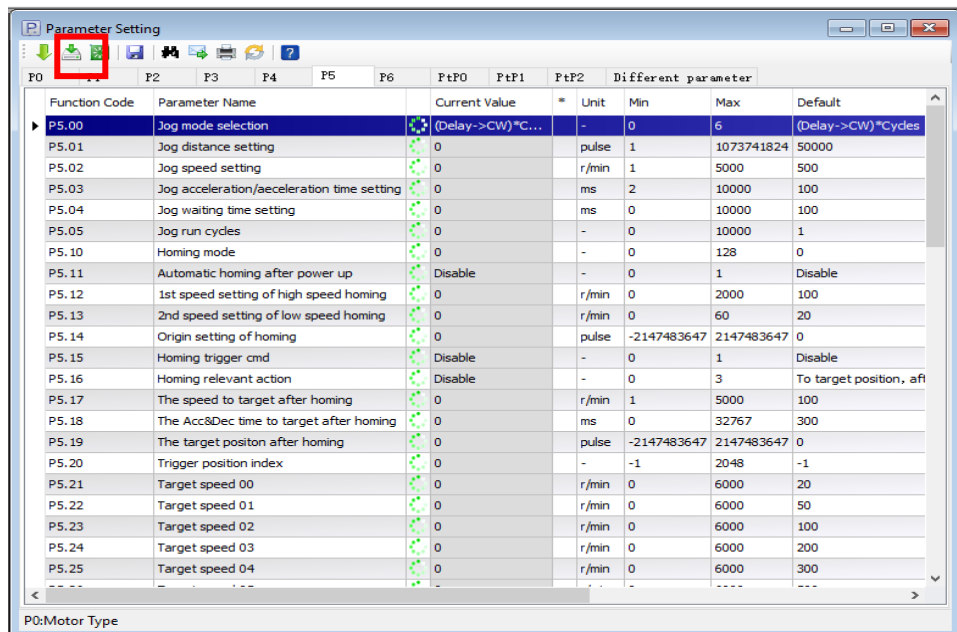 Parameter Setting
P0 P2 P3 P4 P5 P6 PtP0 PtP1 PtP2 Different parameter
Function Code Parameter Name Current Value * Unit Min Max Default
P5.00 Jog mode selection (Delay->CW)*C... - 0 6 (Delay->CW)*Cycles
P5.01 Jog distance setting 0 pulse 1 1073741824 50000
P5.02 Jog speed setting 0 r/min 1 5000 500
P5.03 Jog acceleration/aeceleration time setting 0 ms 2 10000 100
P5.04 Jog waiting time setting 0 ms 0 10000 100
P5.05 Jog run cycles 0 - 0 10000 1
P5.10 Homing mode 0 - 0 128 0
P5.11 Automatic homing after power up Disable - 0 1 Disable
P5.12 1st speed setting of high speed homing 0 r/min 0 2000 100
P5.13 2nd speed setting of low speed homing 0 r/min 0 60 20
P5.14 Origin setting of homing 0 pulse -2147483647 2147483647 0
P5.15 Homing trigger cmd Disable - 0 1 Disable
P5.16 Homing relevant action Disable - 0 3 To target position, aft
P5.17 The speed to target after homing 0 r/min 1 5000 100
P5.18 The Acc&Dec time to target after homing 0 ms 0 32767 300
P5.19 The target positon after homing 0 pulse -2147483647 2147483647 0
P5.20 Trigger position index 0 - -1 2048 -1
P5.21 Target speed 00 0 r/min 0 6000 20
P5.22 Target speed 01 0 r/min 0 6000 50
P5.23 Target speed 02 0 r/min 0 6000 100
P5.24 Target speed 03 0 r/min 0 6000 200
P5.25 Target speed 04 0 r/min 0 6000 300
P0:Motor Type